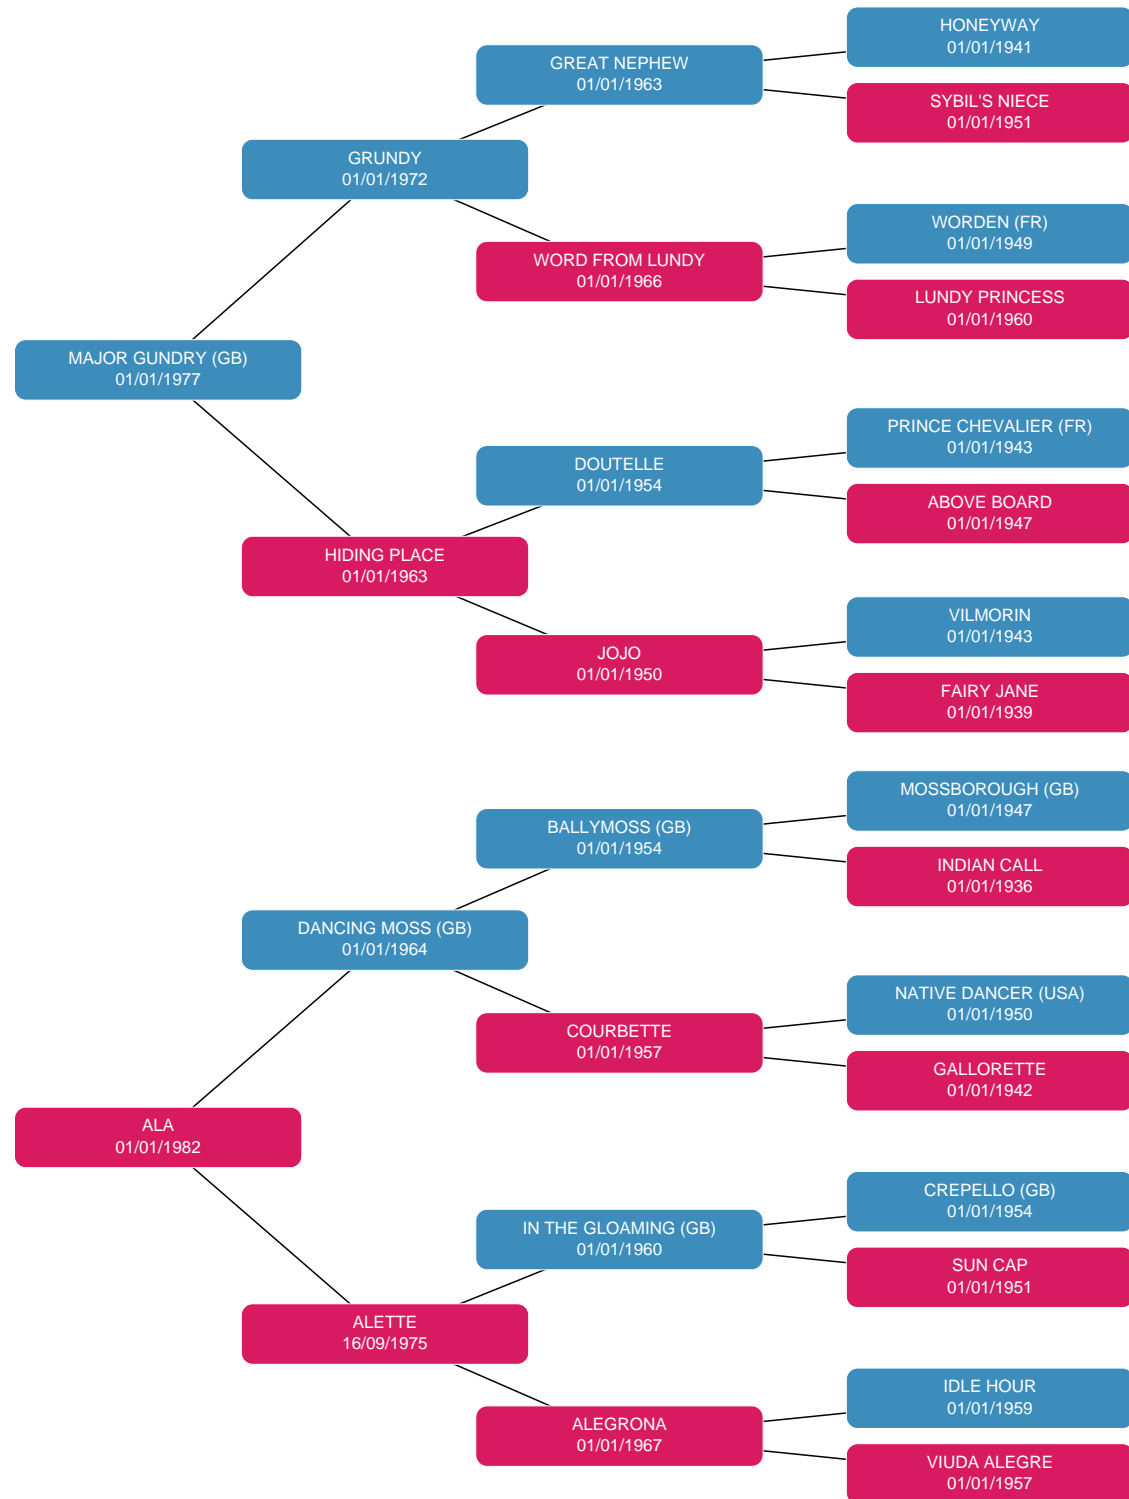 HONEYWAY
01/01/1941
GREAT NEPHEW
01/01/1963
SYBIL'S NIECE
01/01/1951
GRUNDY
01/01/1972
WORDEN (FR)
01/01/1949
WORD FROM LUNDY
01/01/1966
LUNDY PRINCESS
01/01/1960
MAJOR GUNDRY (GB)
01/01/1977
PRINCE CHEVALIER (FR)
01/01/1943
DOUTELLE
01/01/1954
ABOVE BOARD
01/01/1947
HIDING PLACE
01/01/1963
VILMORIN
01/01/1943
JOJO
01/01/1950
FAIRY JANE
01/01/1939
MOSSBOROUGH (GB)
01/01/1947
BALLYMOSS (GB)
01/01/1954
INDIAN CALL
01/01/1936
DANCING MOSS (GB)
01/01/1964
NATIVE DANCER (USA)
01/01/1950
COURBETTE
01/01/1957
GALLORETTE
01/01/1942
ALA
01/01/1982
CREPELLO (GB)
01/01/1954
IN THE GLOAMING (GB)
01/01/1960
SUN CAP
01/01/1951
ALETTE
16/09/1975
IDLE HOUR
01/01/1959
ALEGRONA
01/01/1967
VIUDA ALEGRE
01/01/1957